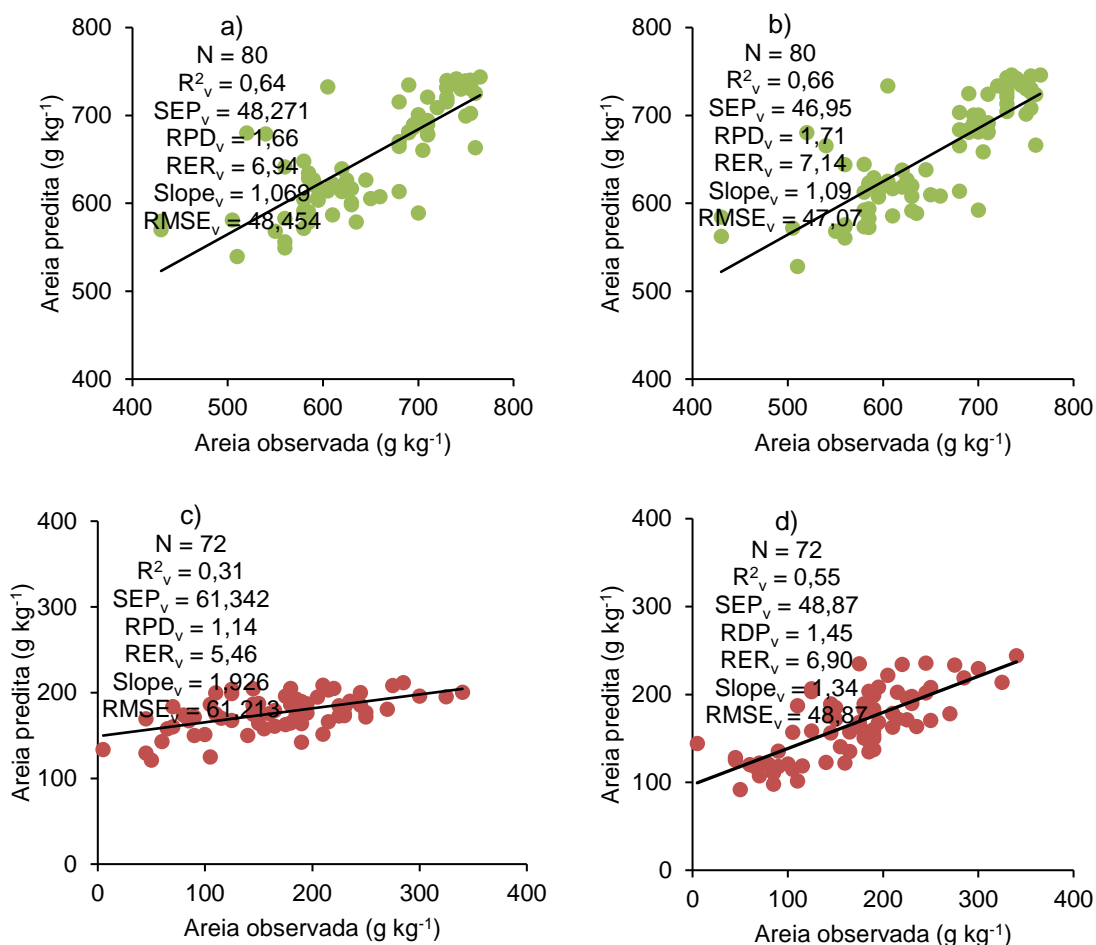 a)
N = 80
R²ᵥ = 0,64
SEPᵥ = 48,271
RPDᵥ = 1,66
RERᵥ = 6,94
Slopeᵥ = 1,069
RMSEᵥ = 48,454
800
700
600
500
400
400 500 600 700 800
Areia predita (g kg⁻¹)
Areia observada (g kg⁻¹)
b)
N = 80
R²ᵥ = 0,66
SEPᵥ = 46,95
RPDᵥ = 1,71
RERᵥ = 7,14
Slopeᵥ = 1,09
RMSEᵥ = 47,07
800
700
600
500
400
400 500 600 700 800
Areia predita (g kg⁻¹)
Areia observada (g kg⁻¹)
c)
N = 72
R²ᵥ = 0,31
SEPᵥ = 61,342
RPDᵥ = 1,14
RERᵥ = 5,46
Slopeᵥ = 1,926
RMSEᵥ = 61,213
400
300
200
100
0
0 100 200 300 400
Areia predita (g kg⁻¹)
Areia observada (g kg⁻¹)
d)
N = 72
R²ᵥ = 0,55
SEPᵥ = 48,87
RDPᵥ = 1,45
RERᵥ = 6,90
Slopeᵥ = 1,34
RMSEᵥ = 48,87
400
300
200
100
0
0 100 200 300 400
Areia predita (g kg⁻¹)
Areia observada (g kg⁻¹)